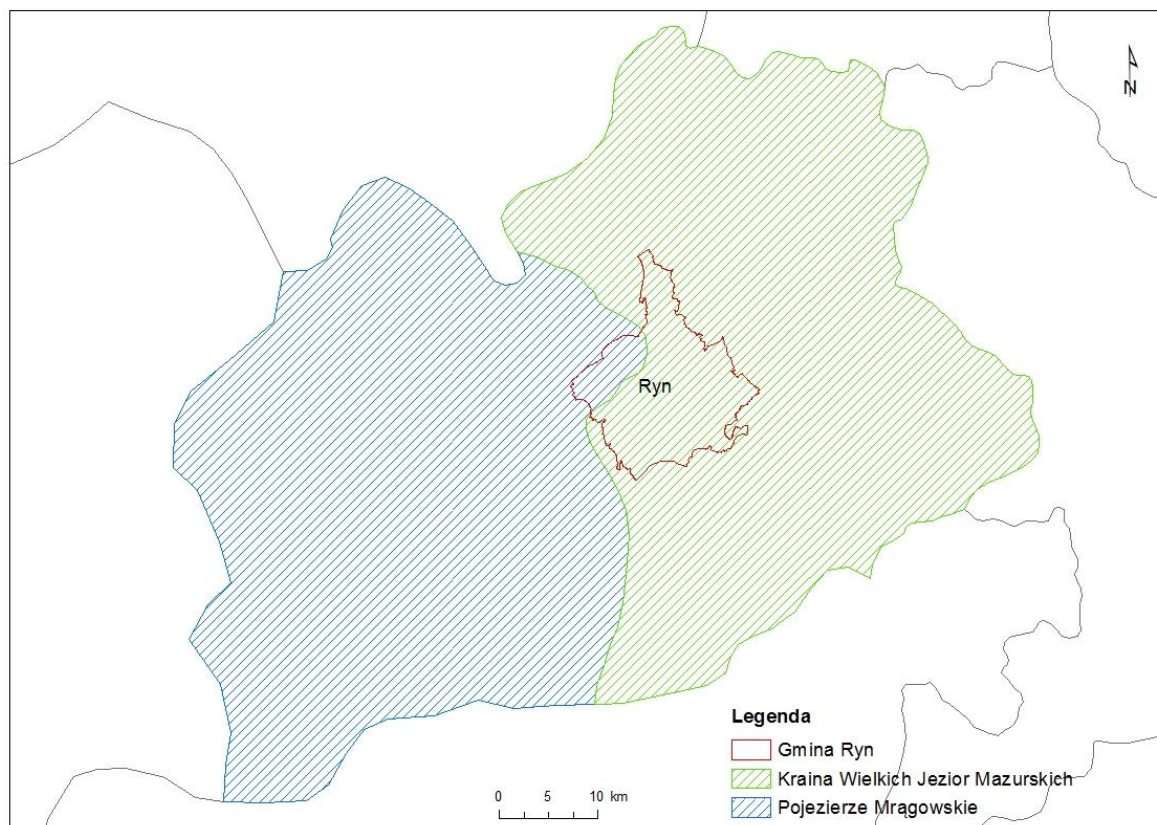 N
Ryn
Legenda
Gmina Ryn
Kraina Wielkich Jezior Mazurskich
Pojezierze Mrągowskie
0 5 10 km